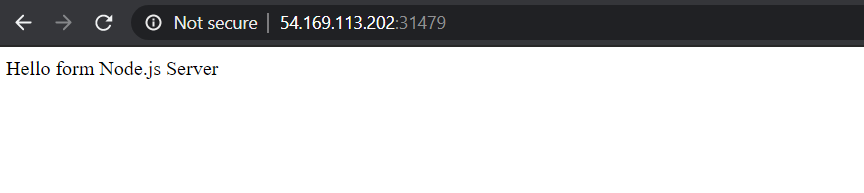 Not secure | 54.169.113.202:31479
Hello form Node.js Server